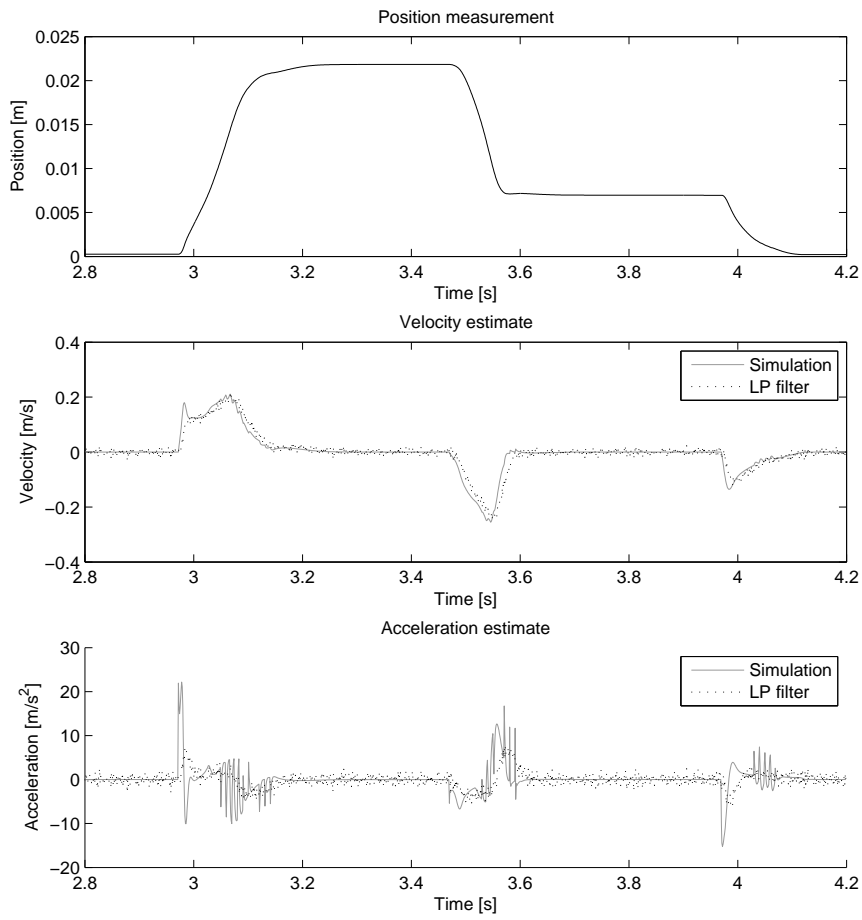 Position measurement
0.025
0.02
0.015
0.01
0.005
0
Position [m]
2.8 3 3.2 3.4 3.6 3.8 4 4.2
Time [s]
Velocity estimate
0.4
0.2
0
−0.2
−0.4
Velocity [m/s]
Simulation
LP filter
2.8 3 3.2 3.4 3.6 3.8 4 4.2
Time [s]
Acceleration estimate
30
20
10
0
−10
−20
Acceleration [m/s²]
Simulation
LP filter
2.8 3 3.2 3.4 3.6 3.8 4 4.2
Time [s]